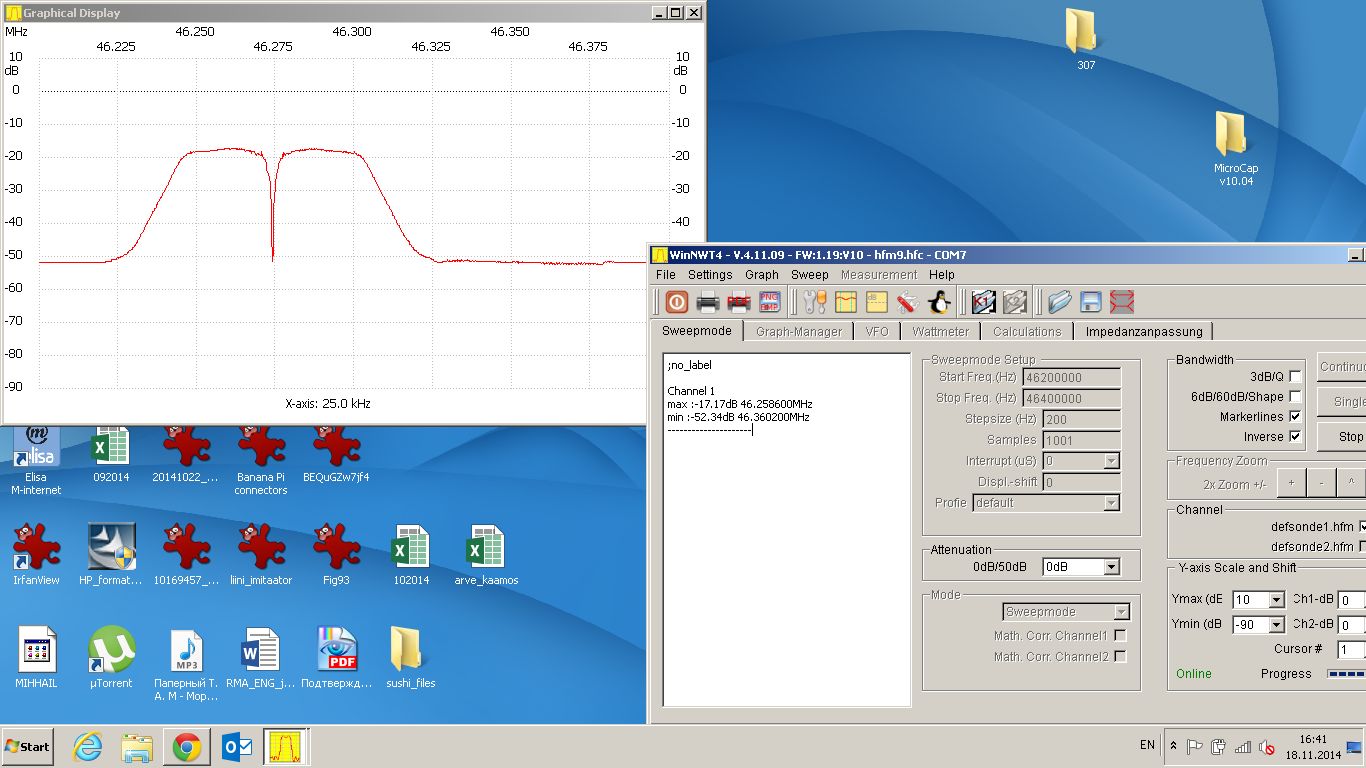 Graphical Display
MHz
46.250
46.300
46.350
46.225
46.275
46.325
46.375
10
10
dB
dB
0
0
-10
-10
-20
-20
-30
-30
-40
-40
-50
-50
-60
-60
-70
-70
-80
-80
-90
-90
X-axis: 25.0 kHz
307
MicroCap
v10.04
WinNWT4 - V.4.11.09 - FW:1.19:V10 - hfm9.hfc - COM7
File Settings Graph Sweep Measurement Help
PNG
BMP
dB
K1
Sweepmode Graph-Manager VFO Wattmeter Calculations Impedanzanpassung
;no_label
Channel 1
max :-17.17dB 46.258600MHz
min :-52.34dB 46.360200MHz
---------------------
Sweepmode Setup
Start Freq.(Hz) 46200000
Stop Freq. (Hz) 46400000
Stepsize (Hz) 200
Samples 1001
Interrupt (uS) 0
Displ.-shift 0
Profie default
Attenuation
0dB/50dB 0dB
Mode
Sweepmode
Math. Corr. Channel1
Math. Corr. Channel2
Bandwidth
3dB/Q
6dB/60dB/Shape
Markerlines
Inverse
Continuc
Single
Stop
Frequency Zoom
2x Zoom +/- + - ^
Channel
defsonde1.hfm
defsonde2.hfm
Y-axis Scale and Shift
Ymax (dE 10 Ch1-dB 0
Ymin (dB -90 Ch2-dB 0
Cursor # 1
Online Progress
@
elisa
Elisa
M-internet
092014
20141022_...
Banana Pi
connectors
BEQuGZw7jf4
IrfanView
HP_format...
10169457_...
liini_imitaator
Fig93
102014
arve_kaamos
MP3
PDF
MIHHAIL
µTorrent
Паперный Т.
А. М - Мор...
RMA_ENG_j...
Подтвержд...
sushi_files
Start
EN
16:41
18.11.2014